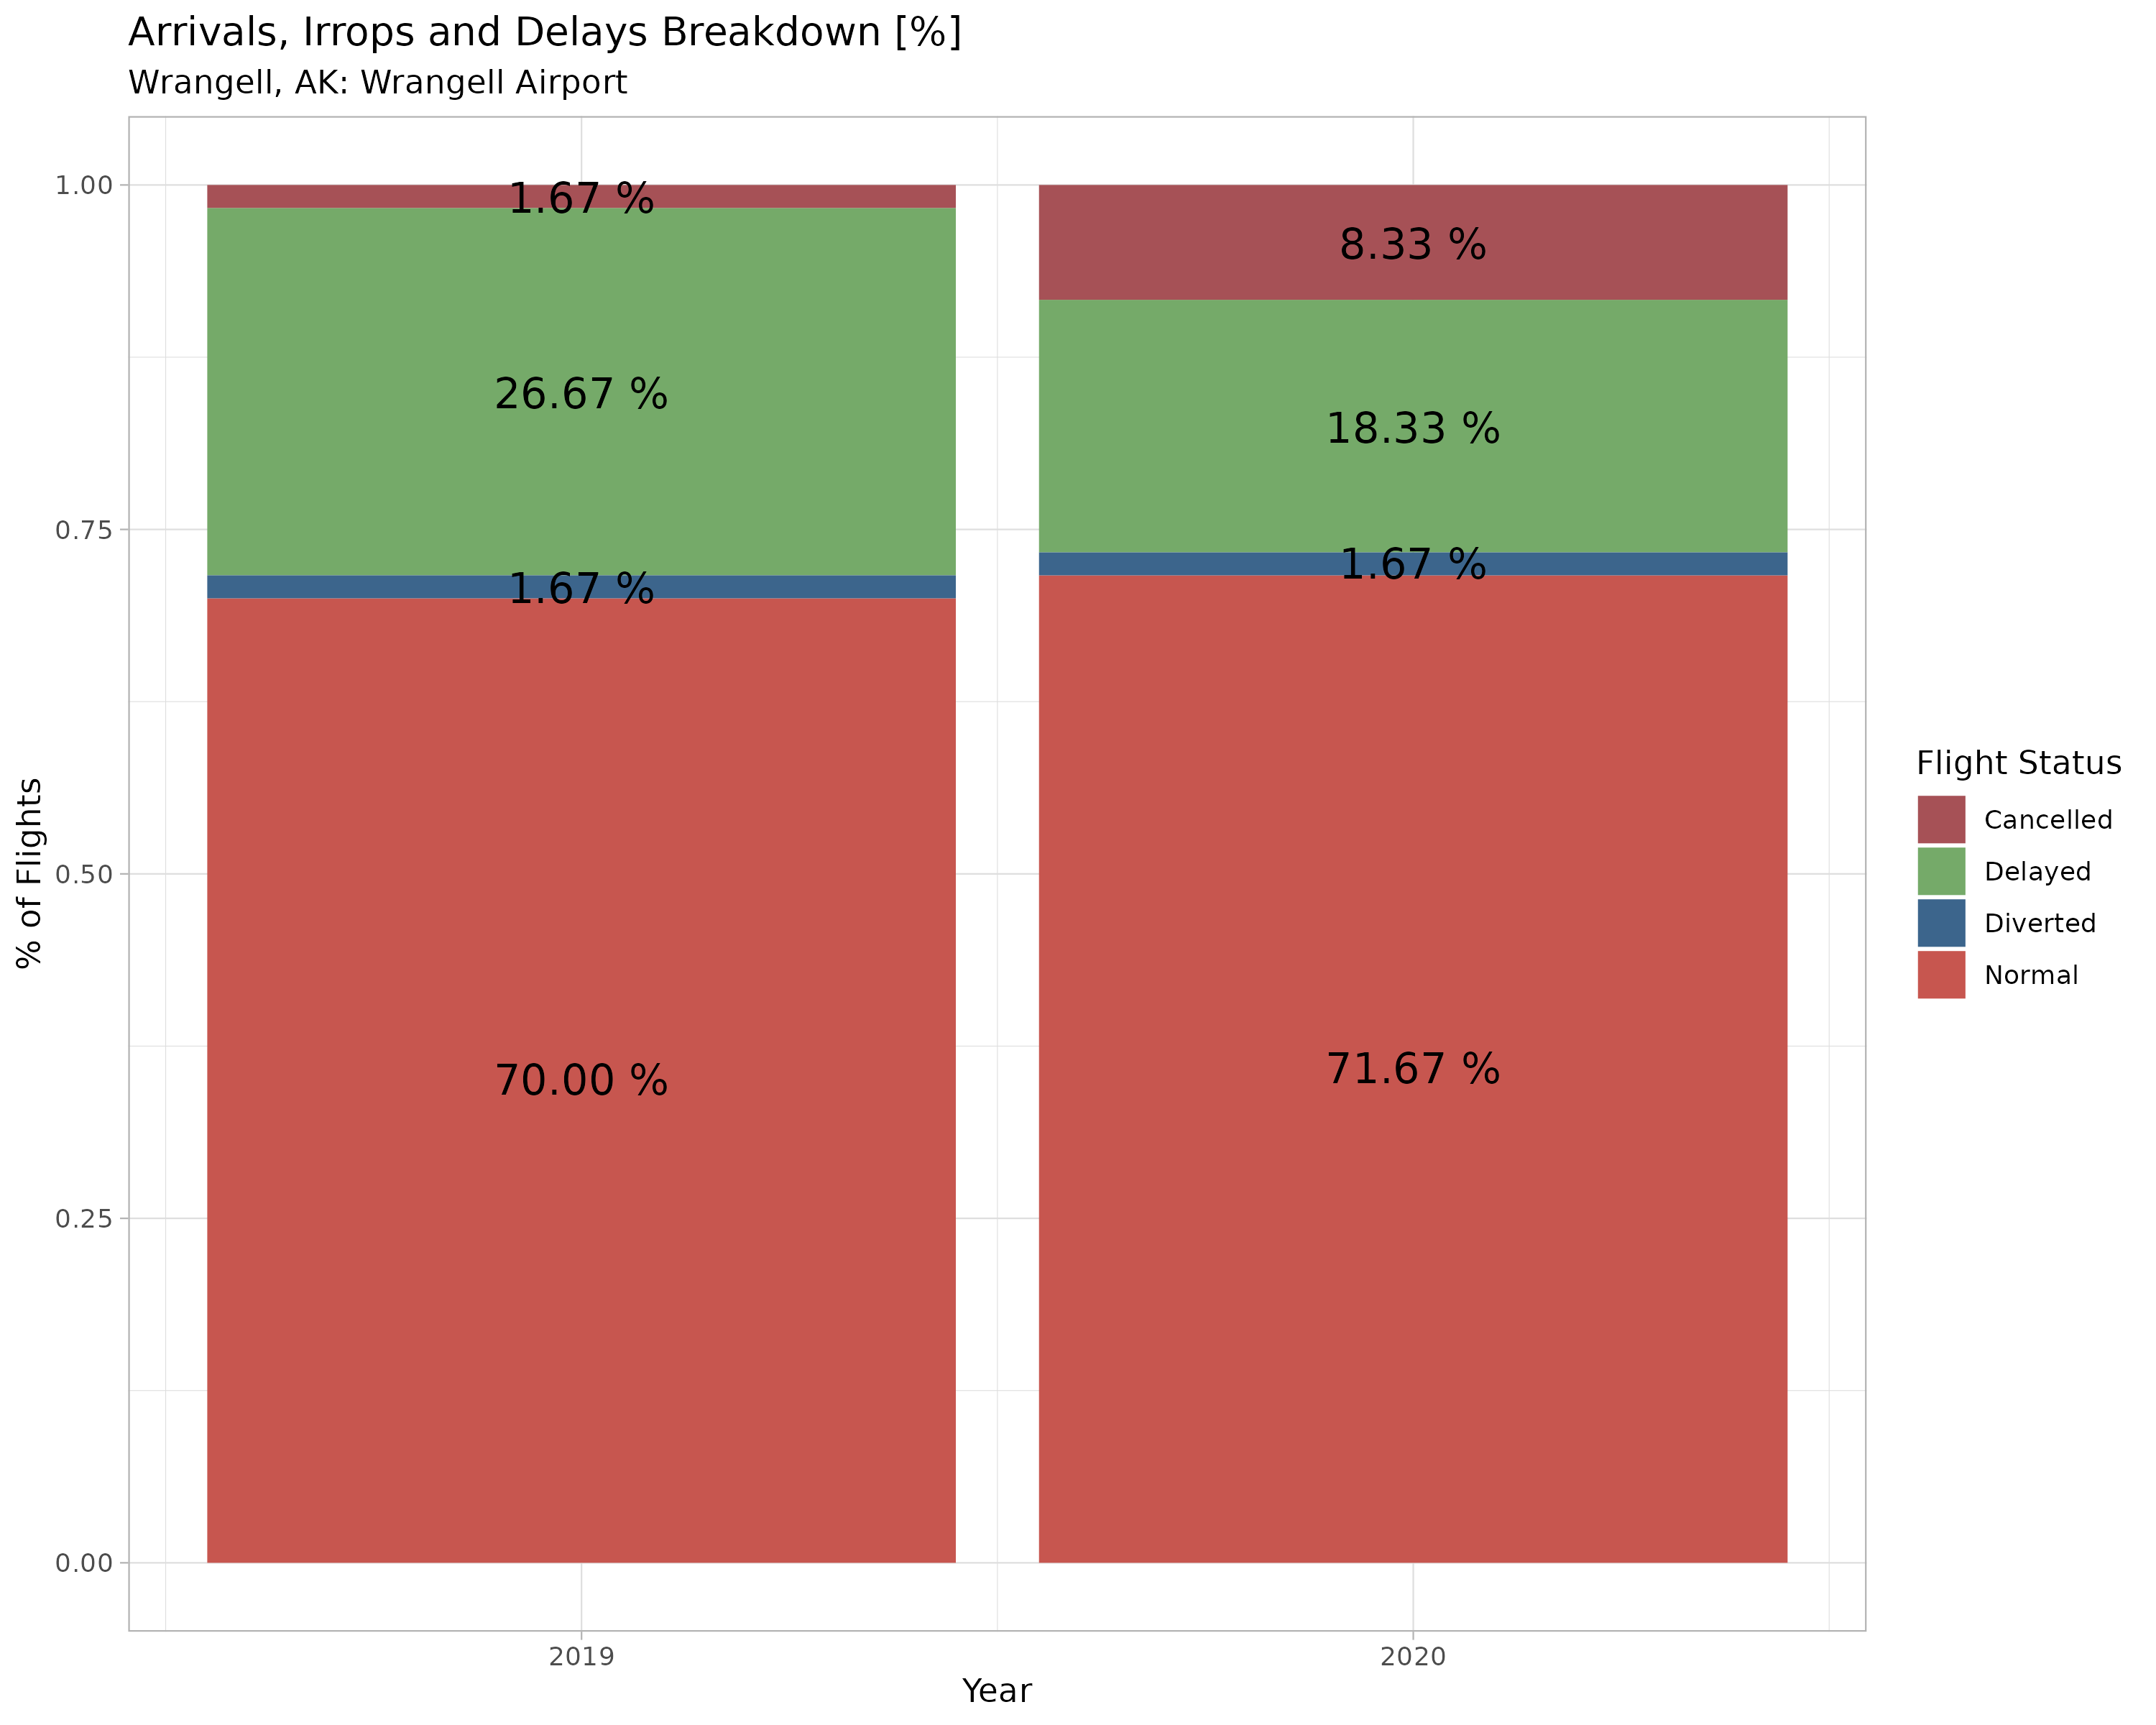 Arrivals, Irrops and Delays Breakdown [%]
Wrangell, AK: Wrangell Airport
% of Flights
1.00
0.75
0.50
0.25
0.00
1.67 %
26.67 %
1.67 %
70.00 %
8.33 %
18.33 %
1.67 %
71.67 %
2019
2020
Year
Flight Status
Cancelled
Delayed
Diverted
Normal